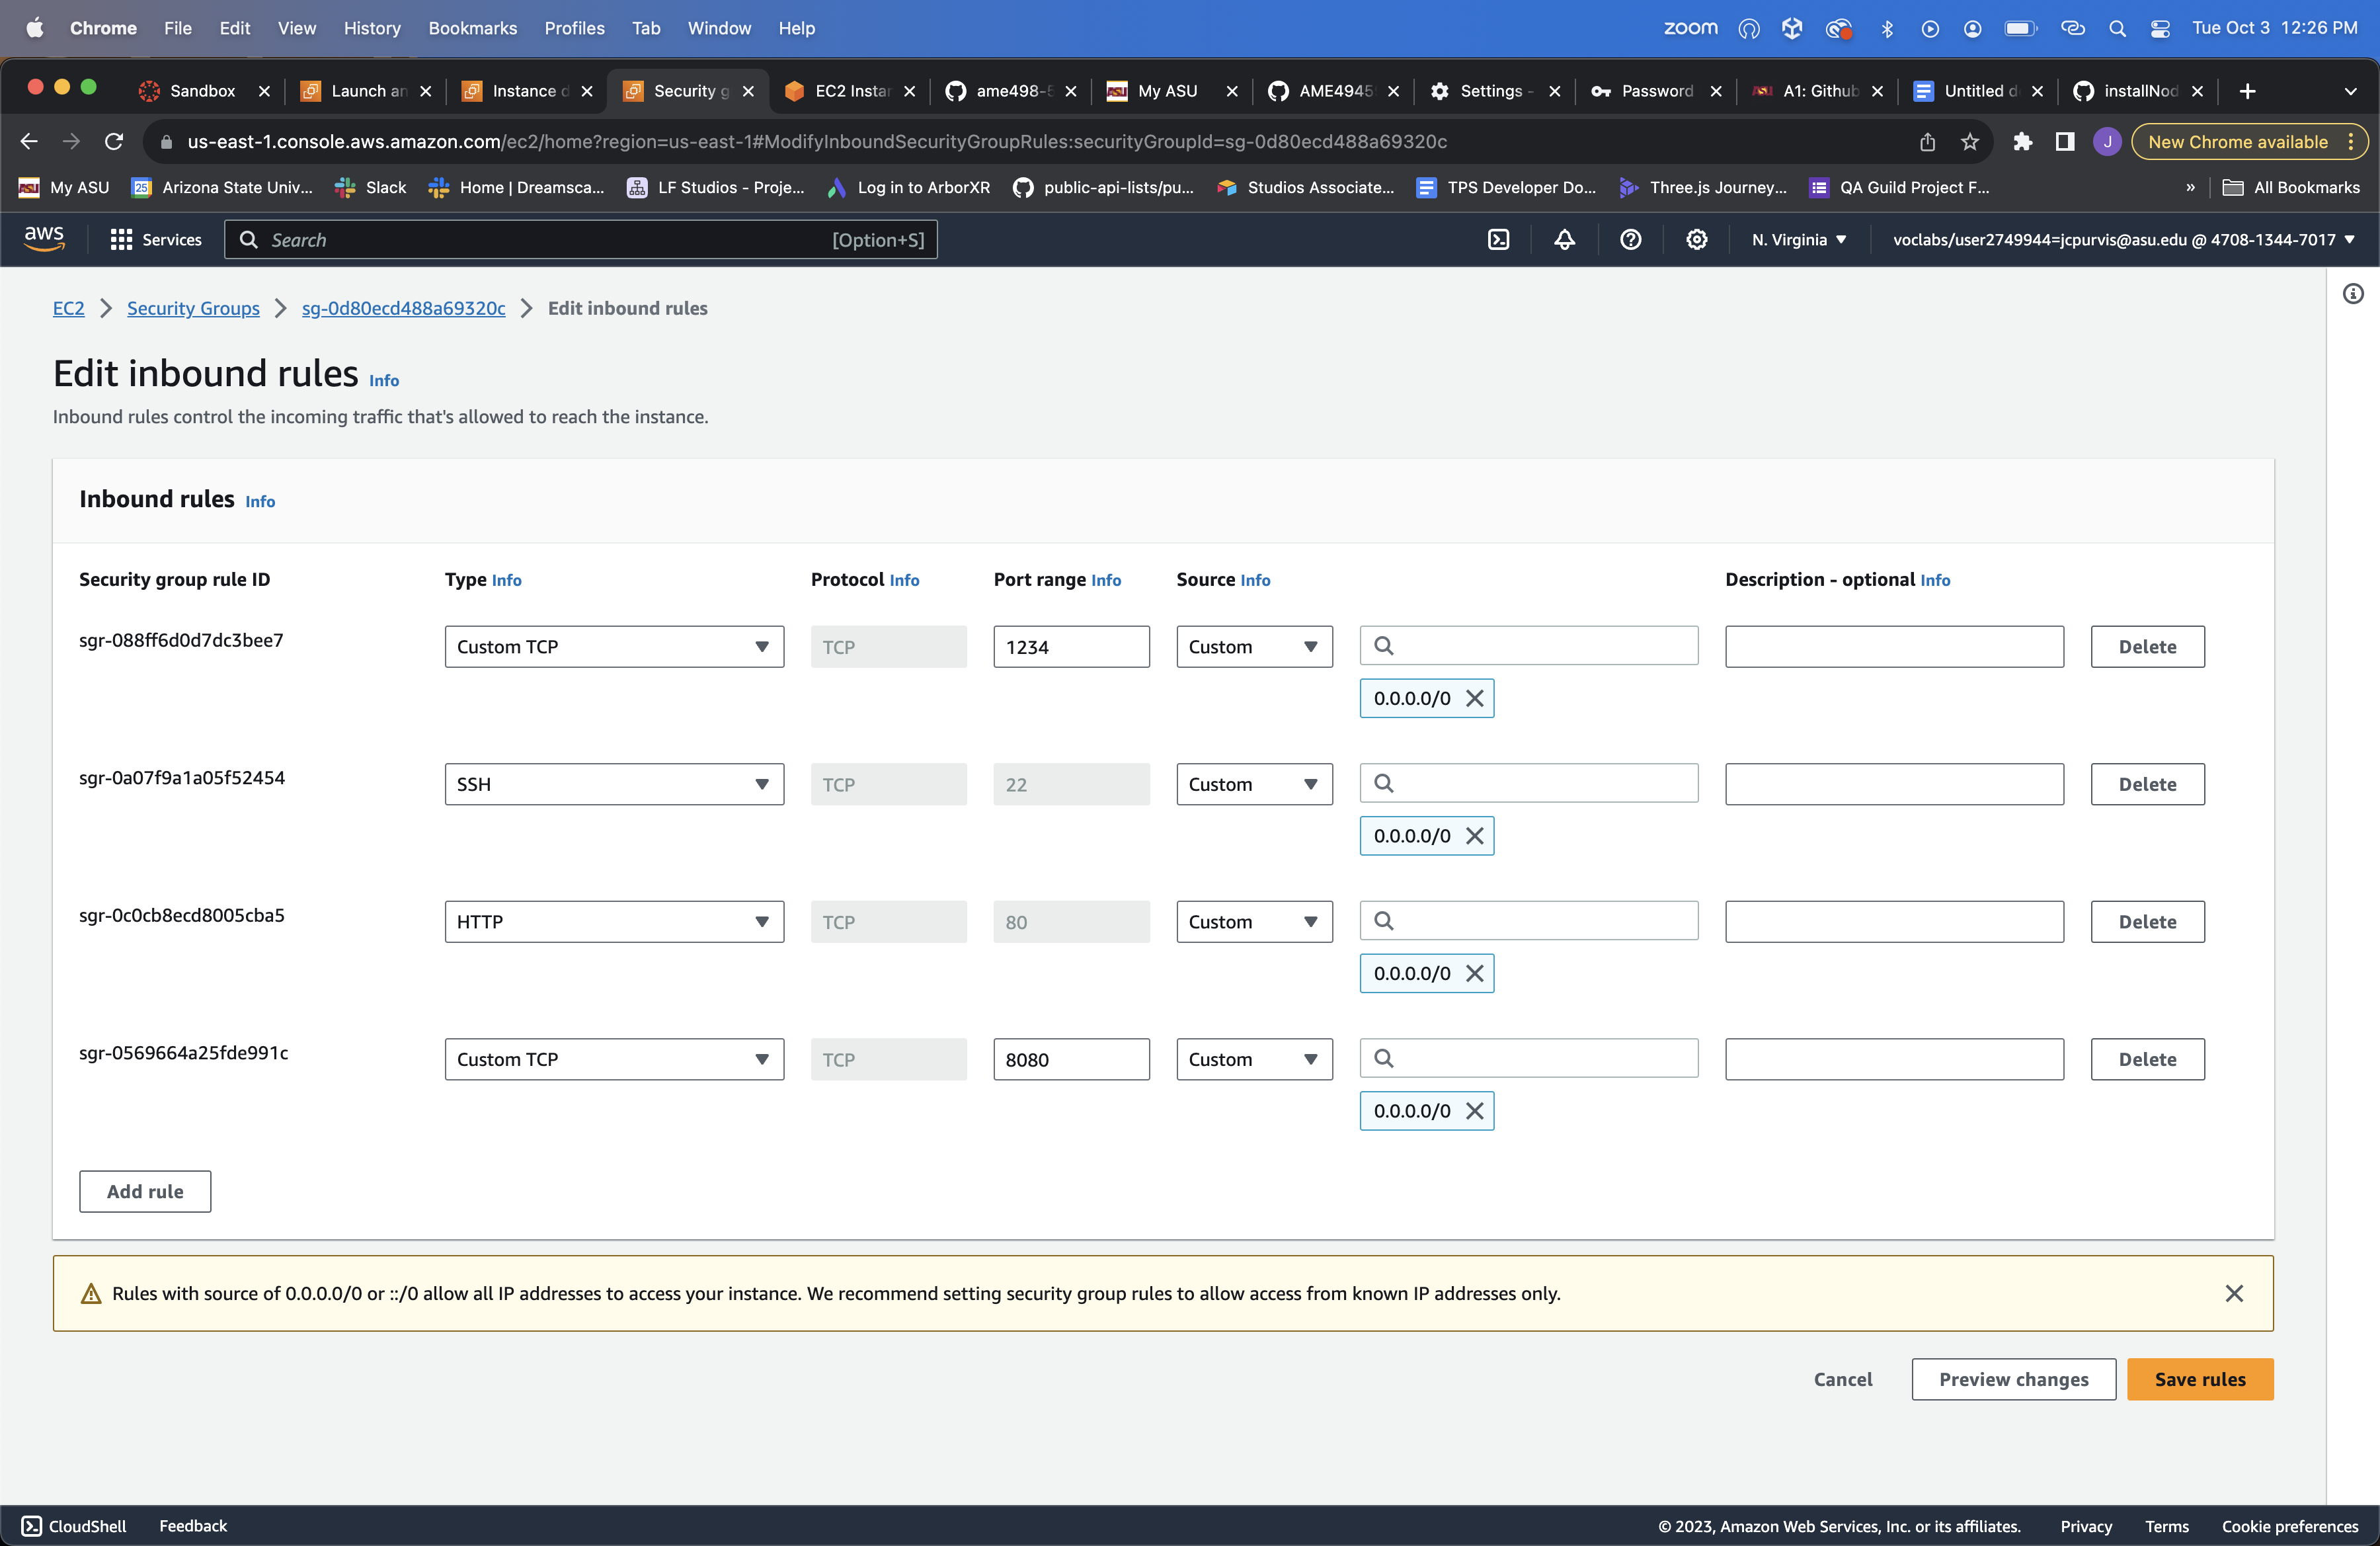 Chrome File Edit View History Bookmarks Profiles Tab Window Help zoom Tue Oct 3 12:26 PM
Sandbox Launch an Instance d Security g EC2 Instan ame498-5 My ASU AME4945 Settings - Password A1: Github Untitled d installNod
us-east-1.console.aws.amazon.com/ec2/home?region=us-east-1#ModifyInboundSecurityGroupRules:securityGroupId=sg-0d80ecd488a69320c J New Chrome available
My ASU 25 Arizona State Univ... Slack Home | Dreamsca... LF Studios - Proje... Log in to ArborXR public-api-lists/pu... Studios Associate... TPS Developer Do... Three.js Journey... QA Guild Project F... » All Bookmarks
aws Services Search [Option+S] N. Virginia voclabs/user2749944=jcpurvis@asu.edu @ 4708-1344-7017
EC2 Security Groups sg-0d80ecd488a69320c Edit inbound rules
Edit inbound rules Info
Inbound rules control the incoming traffic that's allowed to reach the instance.
Inbound rules Info
Security group rule ID Type Info Protocol Info Port range Info Source Info Description - optional Info
sgr-088ff6d0d7dc3bee7 Custom TCP TCP 1234 Custom Delete
0.0.0.0/0
sgr-0a07f9a1a05f52454 SSH TCP 22 Custom Delete
0.0.0.0/0
sgr-0c0cb8ecd8005cba5 HTTP TCP 80 Custom Delete
0.0.0.0/0
sgr-0569664a25fde991c Custom TCP TCP 8080 Custom Delete
0.0.0.0/0
Add rule
Rules with source of 0.0.0.0/0 or ::/0 allow all IP addresses to access your instance. We recommend setting security group rules to allow access from known IP addresses only.
Cancel Preview changes Save rules
CloudShell Feedback © 2023, Amazon Web Services, Inc. or its affiliates. Privacy Terms Cookie preferences